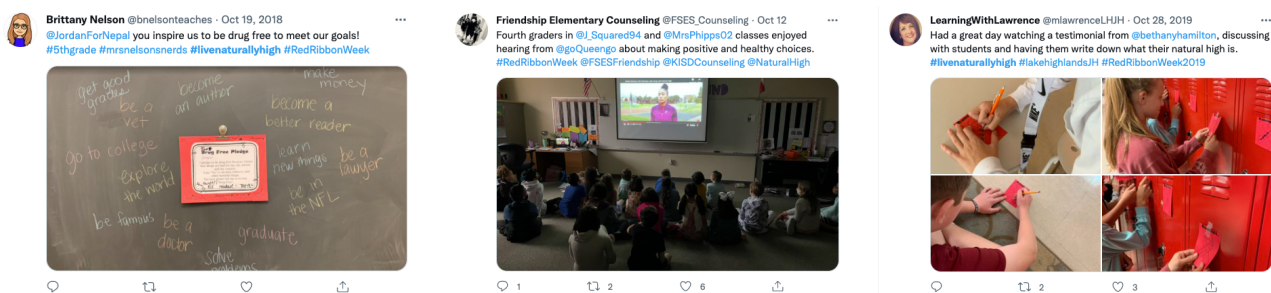 Brittany Nelson @bnelsonteaches · Oct 19, 2018
@JordanForNepal you inspire us to be drug free to meet our goals!
#5thgrade #mrsnelsonsnerds #livenaturallyhigh #RedRibbonWeek
get good grades
become an author
make money
be a vet
become a better reader
go to college
Drug Free Pledge
learn new things
be a lawyer
explore the world
be in the NFL
be famous
be a doctor
graduate
solve
Friendship Elementary Counseling @FSES_Counseling · Oct 12
Fourth graders in @J_Squared94 and @MrsPhipps02 classes enjoyed
hearing from @goQueengo about making positive and healthy choices.
#RedRibbonWeek @FSESFriendship @KISDCounseling @NaturalHigh
1
2
6
LearningWithLawrence @mlawrenceLHJH · Oct 28, 2019
Had a great day watching a testimonial from @bethanyhamilton, discussing
with students and having them write down what their natural high is.
#livenaturallyhigh #lakehighlandsJH #RedRibbonWeek2019
2
3